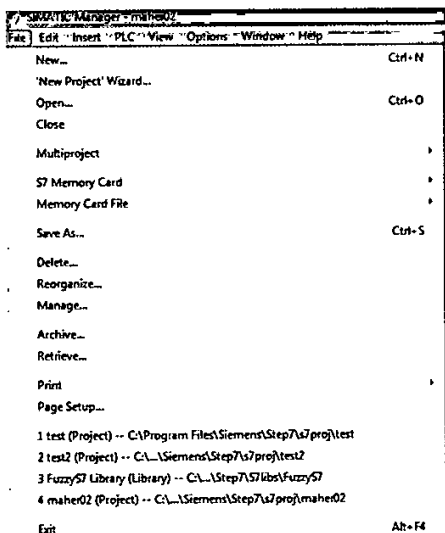 SIMATIC Manager - maher02
File Edit Insert PLC View Options Window Help
New... Ctrl+N
'New Project' Wizard...
Open... Ctrl+O
Close
Multiproject
S7 Memory Card
Memory Card File
Save As... Ctrl+S
Delete...
Reorganize...
Manage...
Archive...
Retrieve...
Print
Page Setup...
1 test (Project) -- C:\Program Files\Siemens\Step7\s7proj\test
2 test2 (Project) -- C:\...\Siemens\Step7\s7proj\test2
3 FuzzyS7 Library (Library) -- C:\...\Step7\S7libs\FuzzyS7
4 maher02 (Project) -- C:\...\Siemens\Step7\s7proj\maher02
Exit Alt+F4